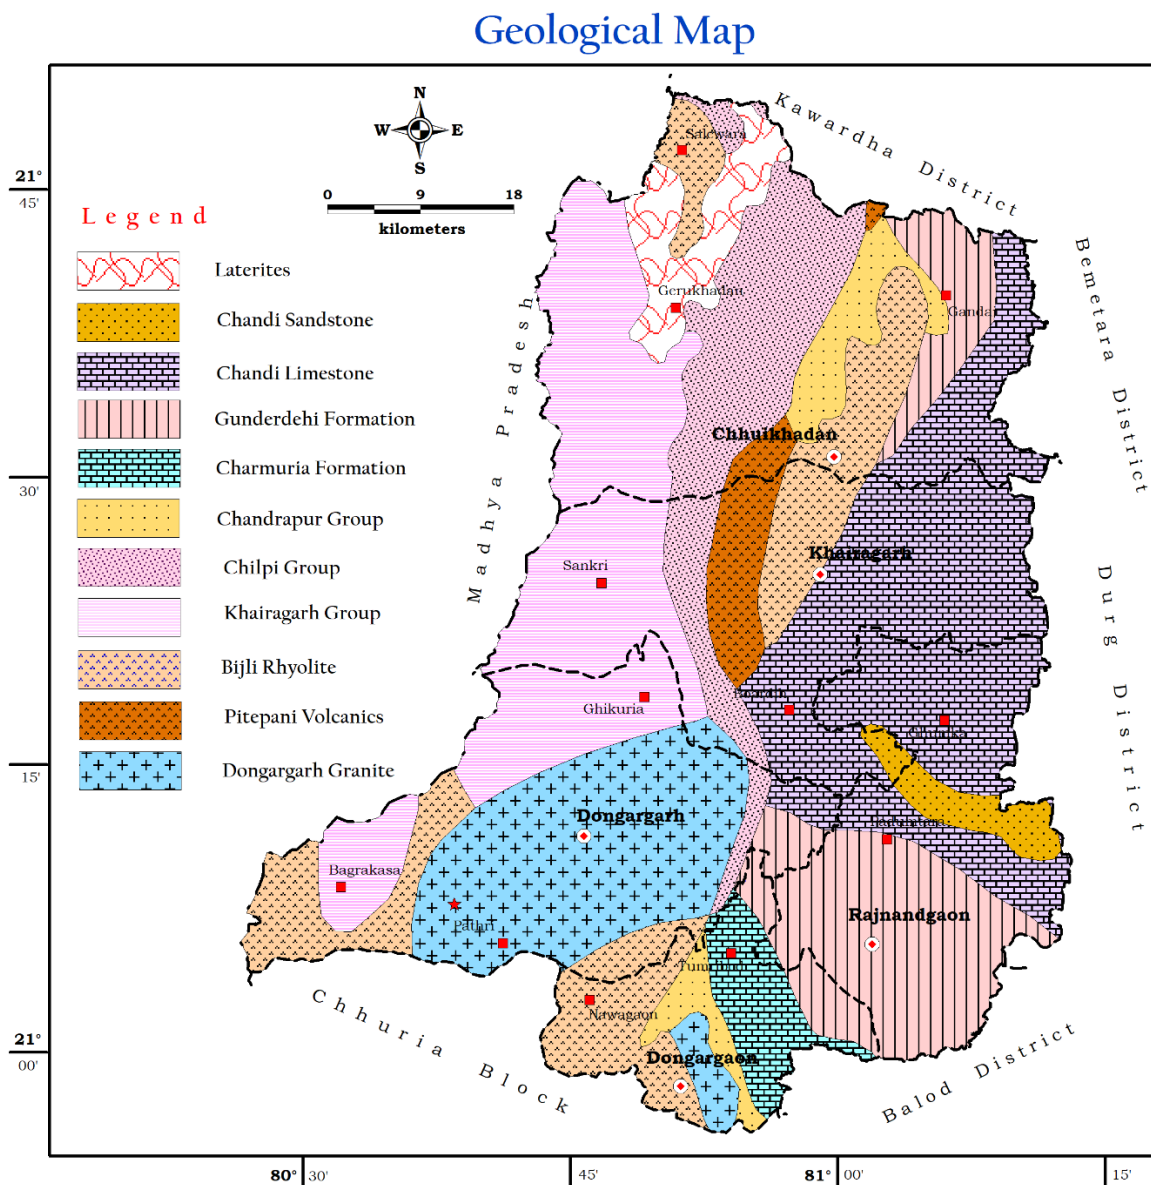 Geological Map
N
W E
S
0 9 18
kilometers
Kawardha District
Bemetara District
Durg District
Balod District
Chhuria Block
Madhya Pradesh
21°
45'
30'
15'
21°
00'
80° 30'
45'
81° 00'
15'
Legend
Laterites
Chandi Sandstone
Chandi Limestone
Gunderdehi Formation
Charmuria Formation
Chandrapur Group
Chilpi Group
Khairagarh Group
Bijli Rhyolite
Pitepani Volcanics
Dongargarh Granite
Salewara
Gerukhadan
Gandai
Chhuikhadan
Khairagarh
Sankri
Ghikuria
Dongargarh
Bagrakasa
Pathri
Rajnandgaon
Nawagaon
Dongargaon